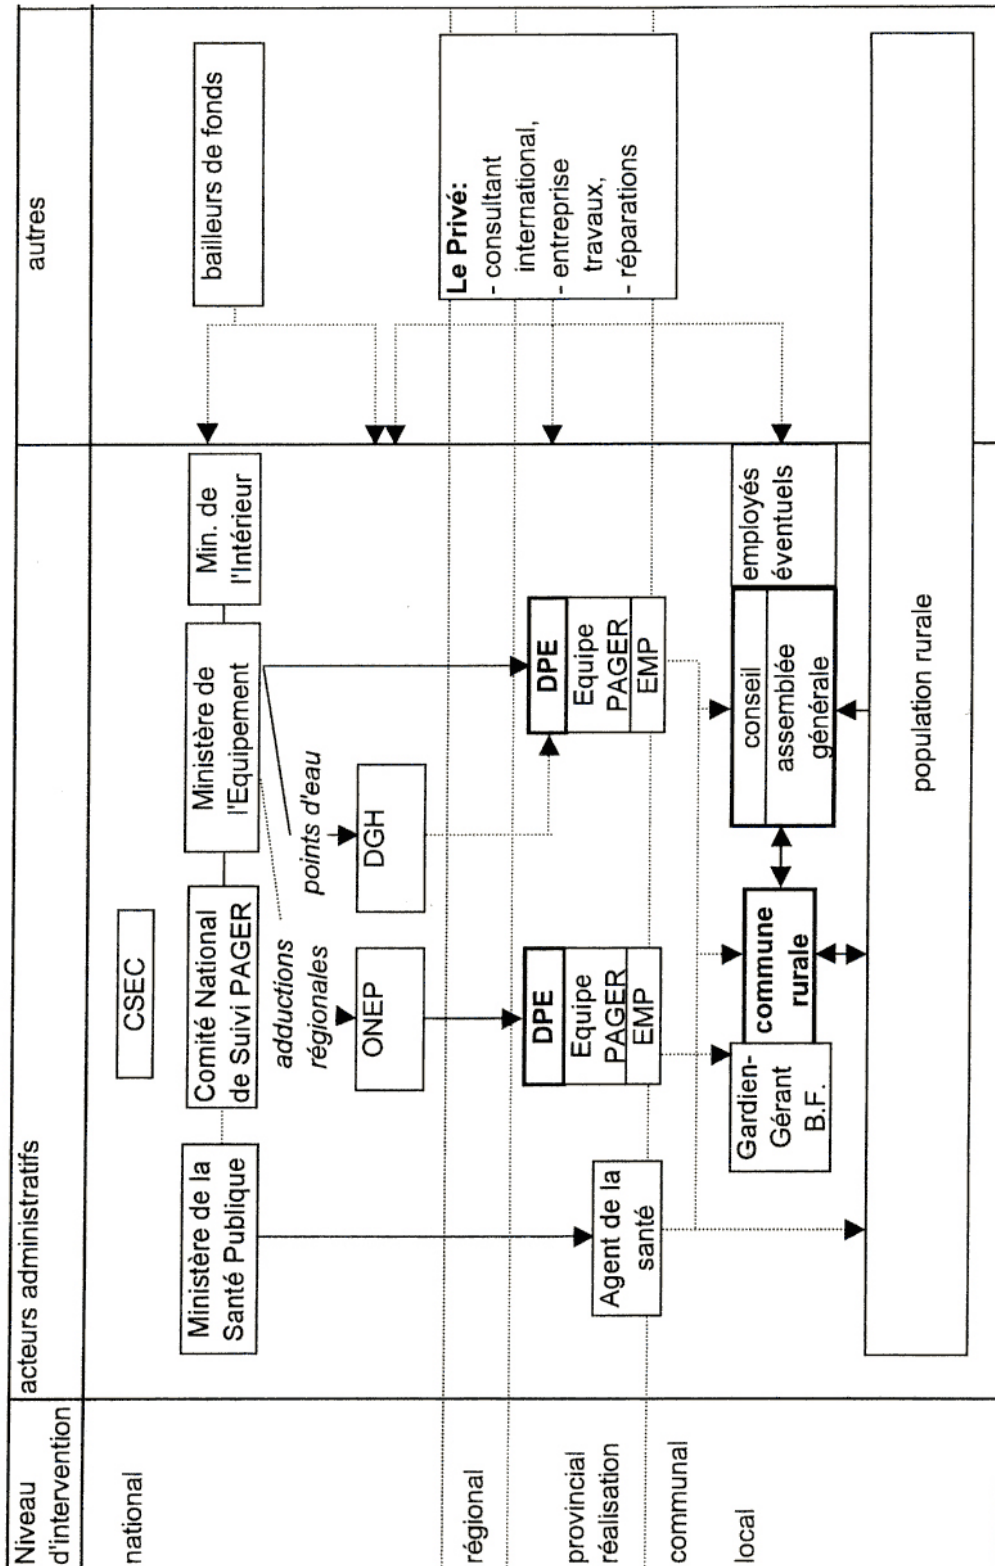 Niveau
d'intervention
acteurs administratifs
autres
national
CSEC
Ministère de la
Santé Publique
Comité National
de Suivi PAGER
Ministère de
l'Equipement
Min. de
l'Intérieur
bailleurs de fonds
adductions
régionales
points d'eau
ONEP
DGH
régional
Le Privé:
- consultant
international,
- entreprise
travaux,
- réparations
provincial
réalisation
Agent de la
santé
DPE
Equipe
PAGER
EMP
DPE
Equipe
PAGER
EMP
communal
local
Gardien-
Gérant
B.F.
commune
rurale
conseil
assemblée
générale
employés
éventuels
population rurale